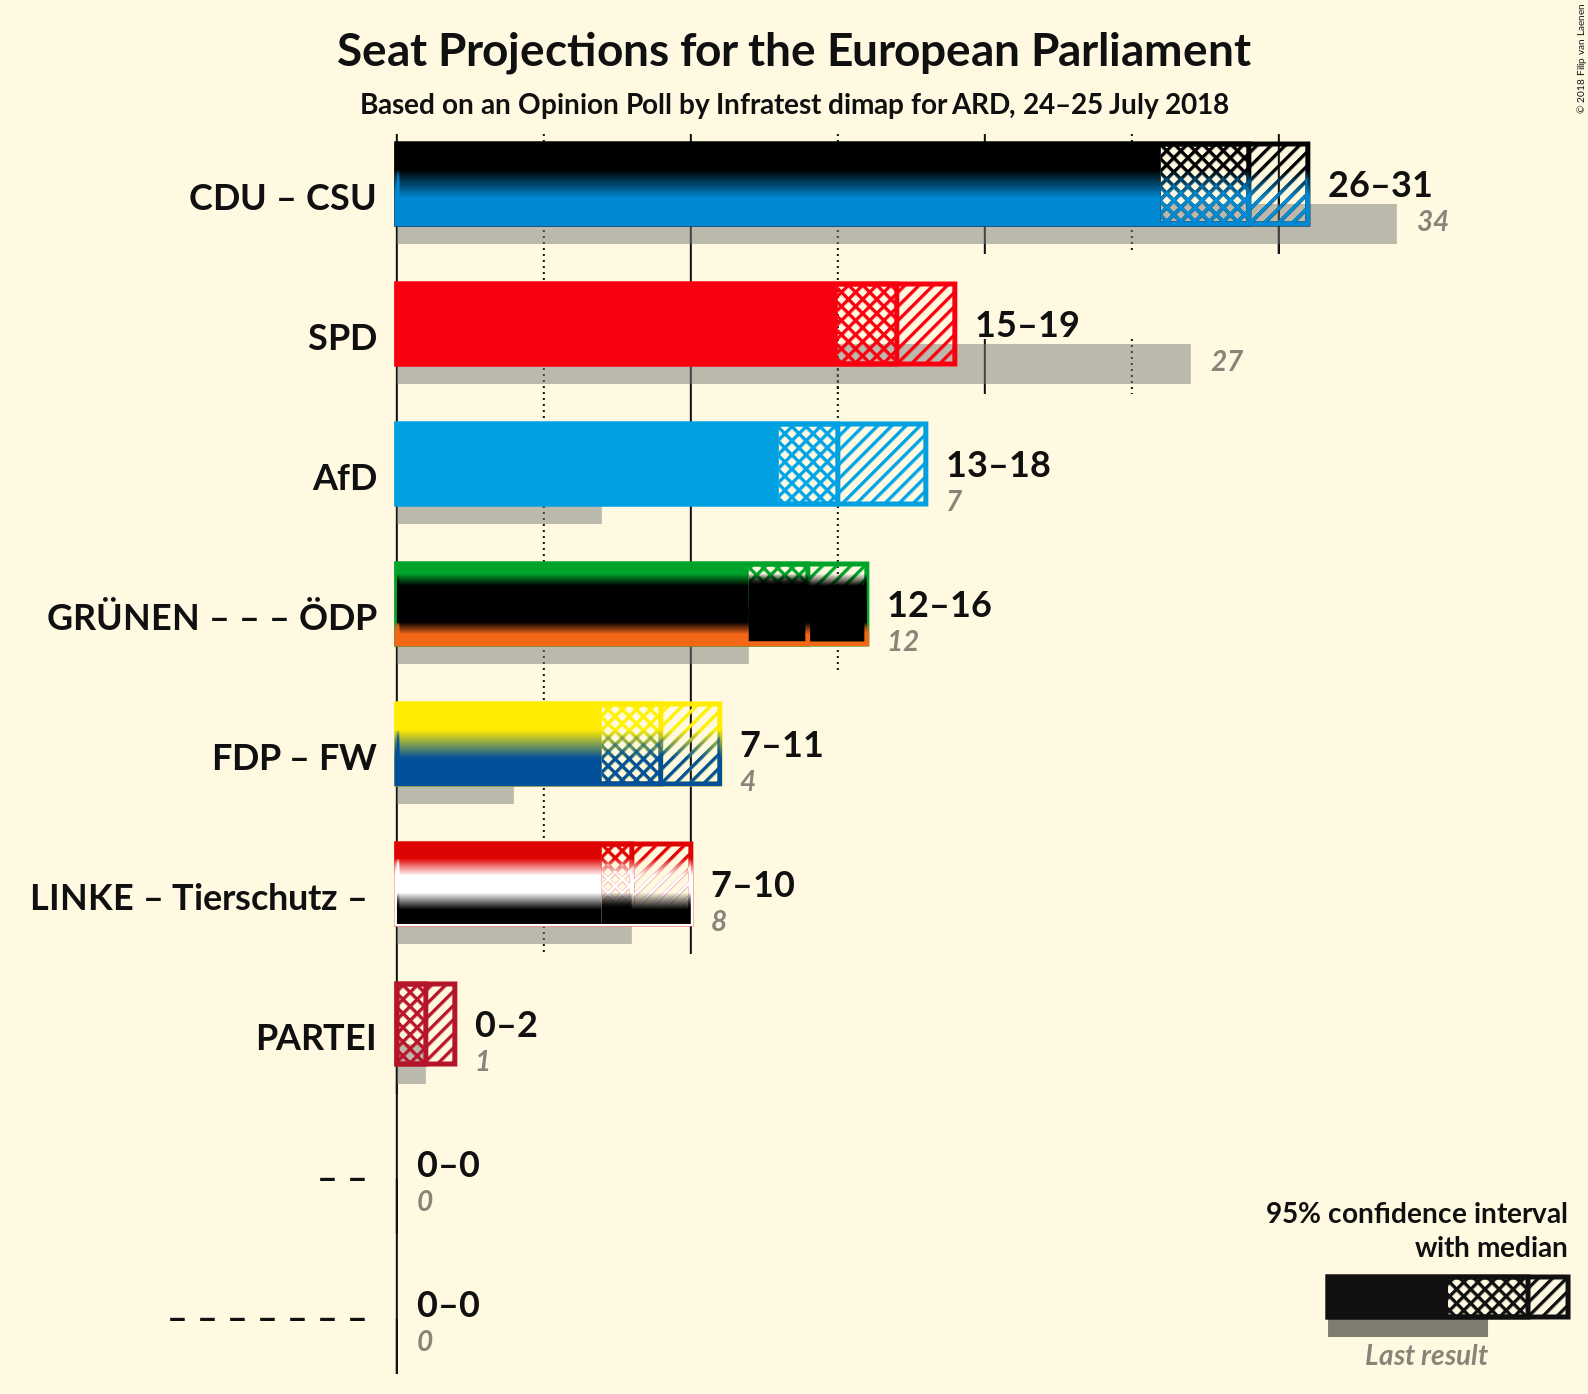 Seat Projections for the European Parliament
Based on an Opinion Poll by Infratest dimap for ARD, 24–25 July 2018
© 2018 Filip van Laenen
CDU – CSU
26–31
34
SPD
15–19
27
AfD
13–18
7
GRÜNEN – – – ÖDP
12–16
12
FDP – FW
7–11
4
LINKE – Tierschutz –
7–10
8
PARTEI
0–2
1
– –
0–0
0
– – – – – – –
0–0
0
95% confidence interval
with median
Last result